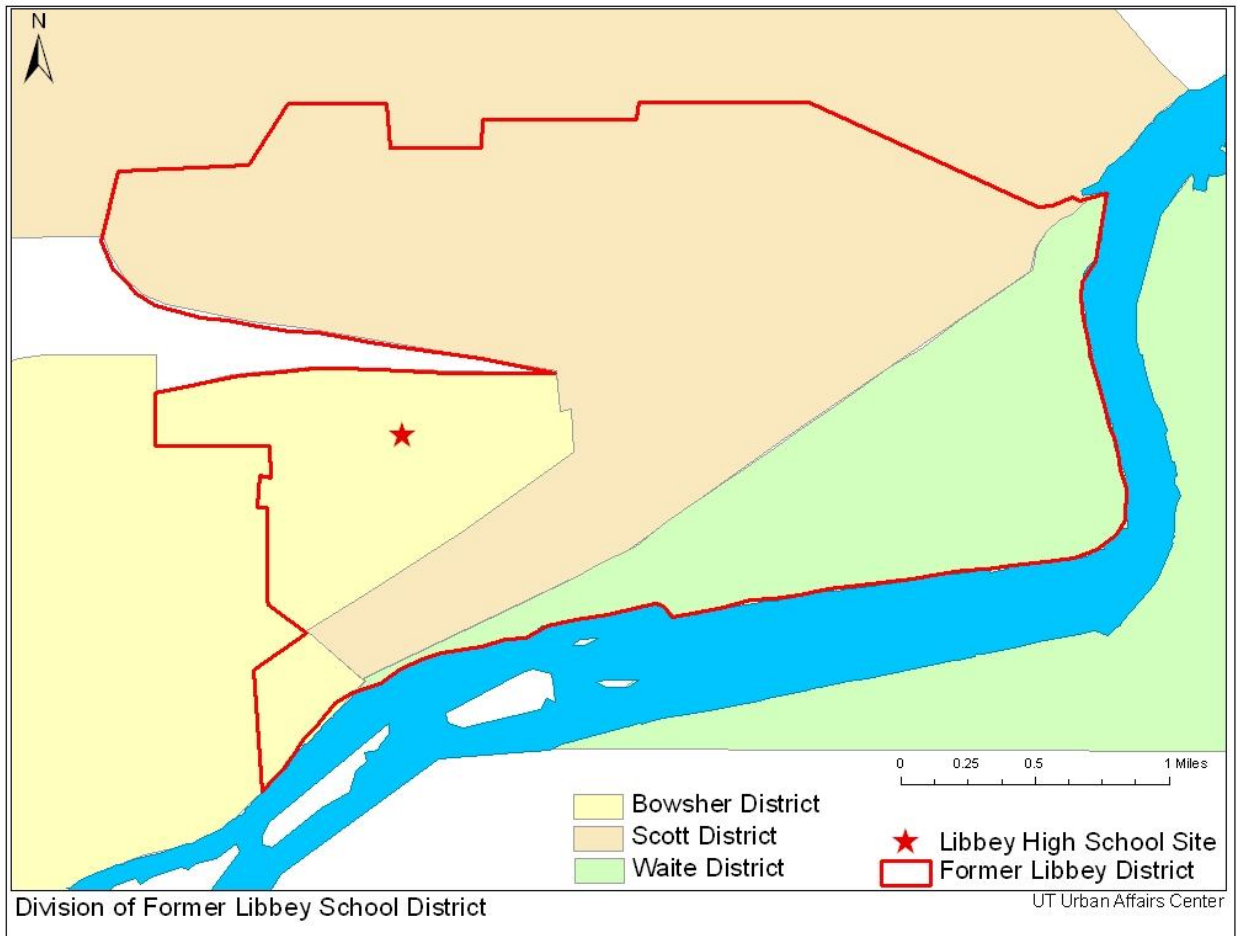 N
0 0.25 0.5 1 Miles
Bowsher District
Scott District
Waite District
Libbey High School Site
Former Libbey District
Division of Former Libbey School District
UT Urban Affairs Center